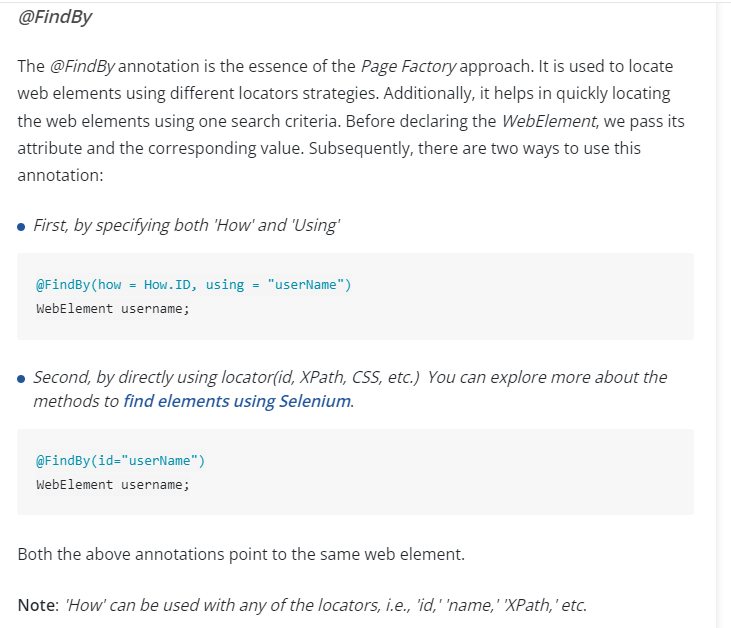 @FindBy
The @FindBy annotation is the essence of the Page Factory approach. It is used to locate
web elements using different locators strategies. Additionally, it helps in quickly locating
the web elements using one search criteria. Before declaring the WebElement, we pass its
attribute and the corresponding value. Subsequently, there are two ways to use this
annotation:
• First, by specifying both 'How' and 'Using'
@FindBy(how = How.ID, using = "userName")
WebElement username;
• Second, by directly using locator(id, XPath, CSS, etc.) You can explore more about the
methods to find elements using Selenium.
@FindBy(id="userName")
WebElement username;
Both the above annotations point to the same web element.
Note: 'How' can be used with any of the locators, i.e., 'id,' 'name,' 'XPath,' etc.